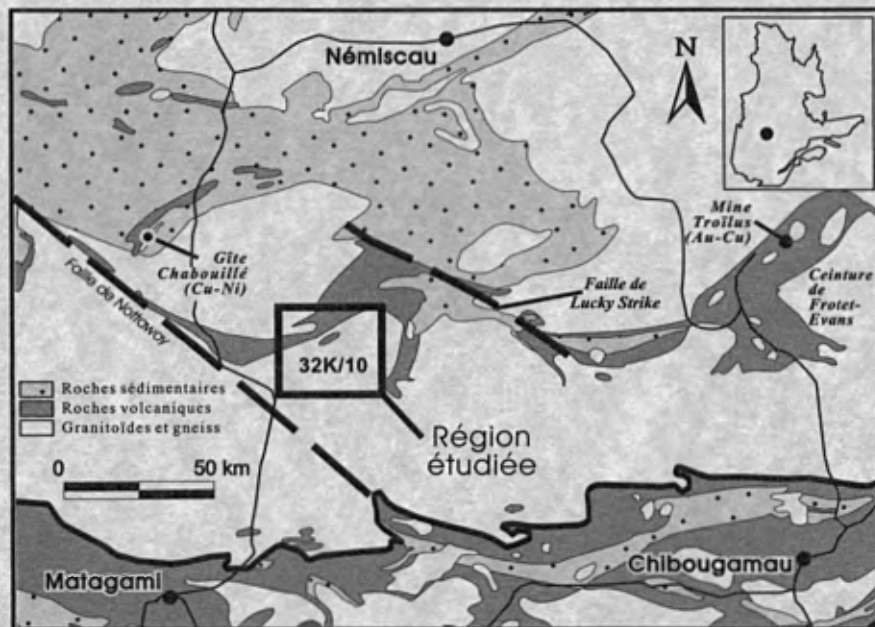 Némiscau
N
Mine
Troïlus
(Au-Cu)
Gîte
Chabouillé
(Cu-Ni)
Faille de Nottaway
Faille de
Lucky Strike
Ceinture
de
Frotet-
Evans
32K/10
Roches sédimentaires
Roches volcaniques
Granitoïdes et gneiss
Région
étudiée
0 50 km
Matagami
Chibougamau